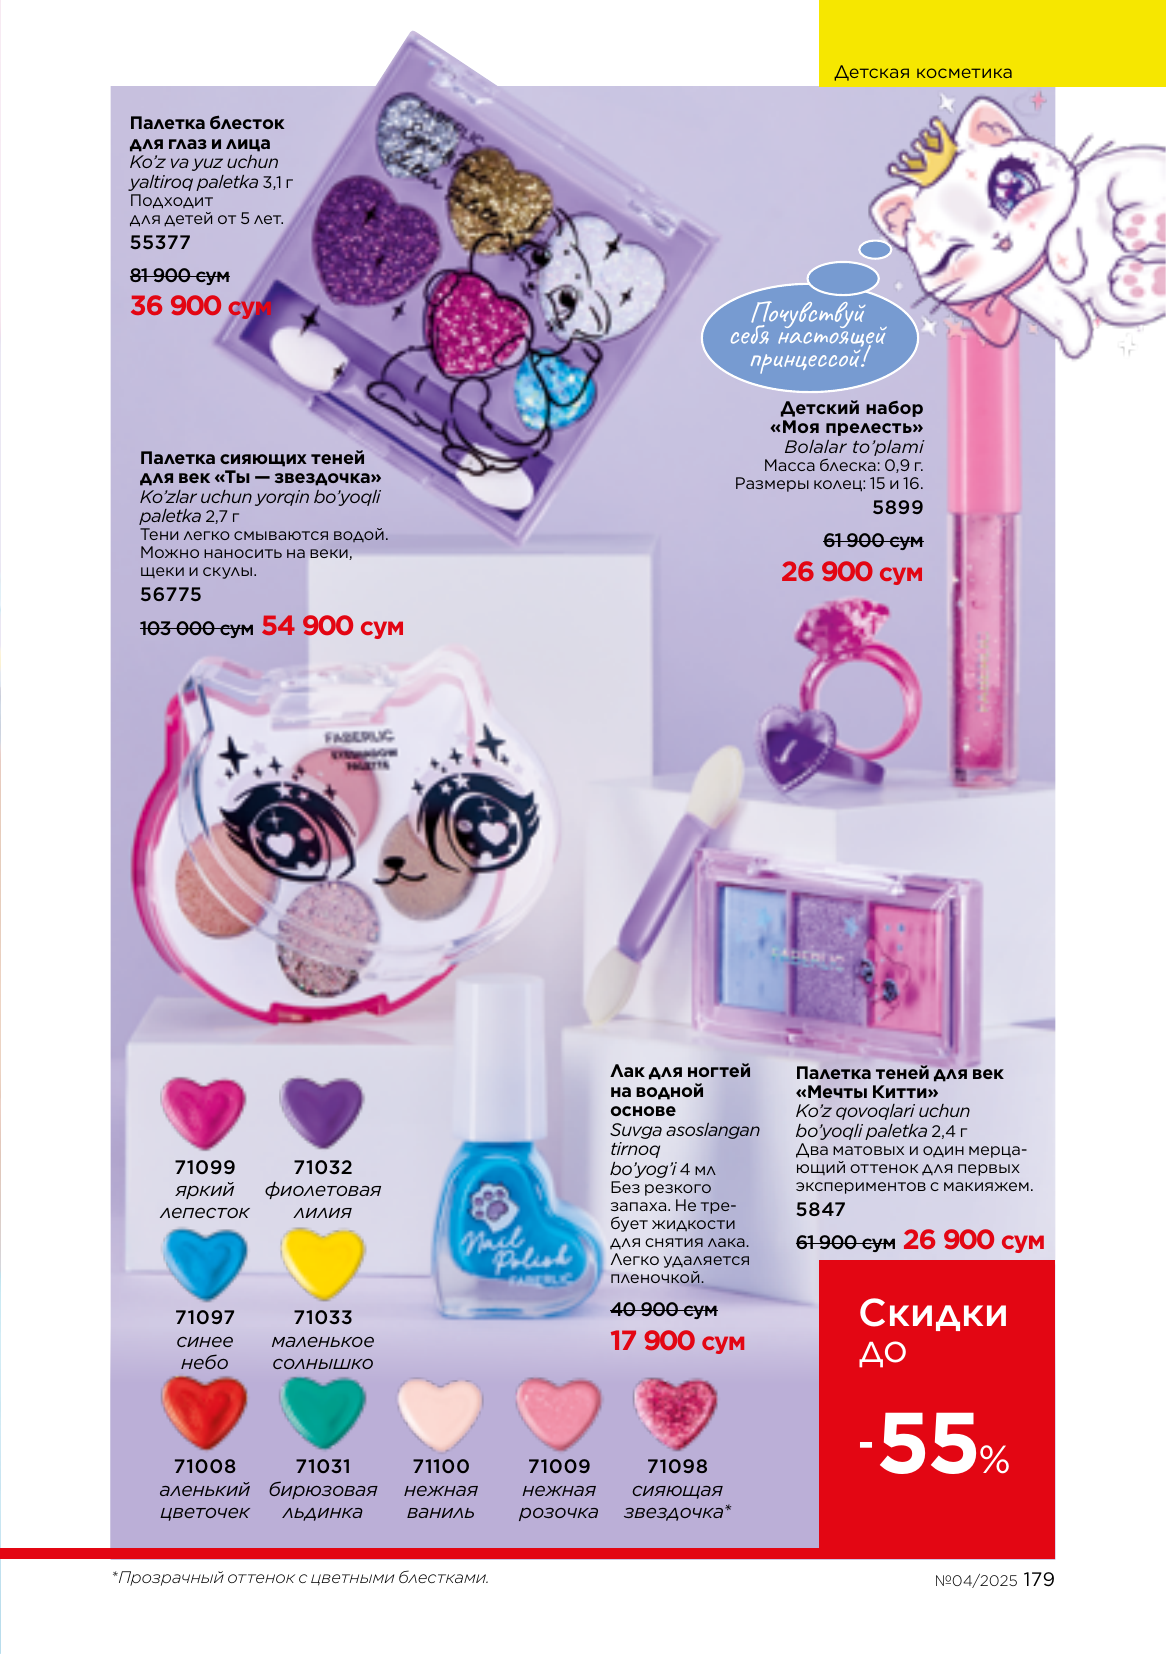 Детская косметика
Палетка блесток
для глаз и лица
Ko'z va yuz uchun
yaltiroq paletka 3,1 г
Подходит
для детей от 5 лет.
55377
81 900 сум
36 900 сум
Почувствуй
себя настоящей
принцессой!
Детский набор
«Моя прелесть»
Bolalar to'plami
Масса блеска: 0,9 г.
Размеры колец: 15 и 16.
5899
61 900 сум
26 900 сум
Палетка сияющих теней
для век «Ты — звездочка»
Ko'zlar uchun yorqin bo'yoqli
paletka 2,7 г
Тени легко смываются водой.
Можно наносить на веки,
щеки и скулы.
56775
103 000 сум 54 900 сум
FABERLIC
EYESHADOW
PALETTE
Лак для ногтей
на водной
основе
Suvga asoslangan
tirnoq
bo'yog'i 4 мл
Без резкого
запаха. Не тре-
бует жидкости
для снятия лака.
Легко удаляется
пленочкой.
40 900 сум
17 900 сум
Палетка теней для век
«Мечты Китти»
Ko'z qovoqlari uchun
bo'yoqli paletka 2,4 г
Два матовых и один мерца-
ющий оттенок для первых
экспериментов с макияжем.
5847
61 900 сум 26 900 сум
Nail
Polish
FABERLIC
71099
яркий
лепесток
71032
фиолетовая
лилия
71097
синее
небо
71033
маленькое
солнышко
71008
аленький
цветочек
71031
бирюзовая
льдинка
71100
нежная
ваниль
71009
нежная
розочка
71098
сияющая
звездочка*
Скидки
до
-55%
*Прозрачный оттенок с цветными блестками.
№04/2025 179